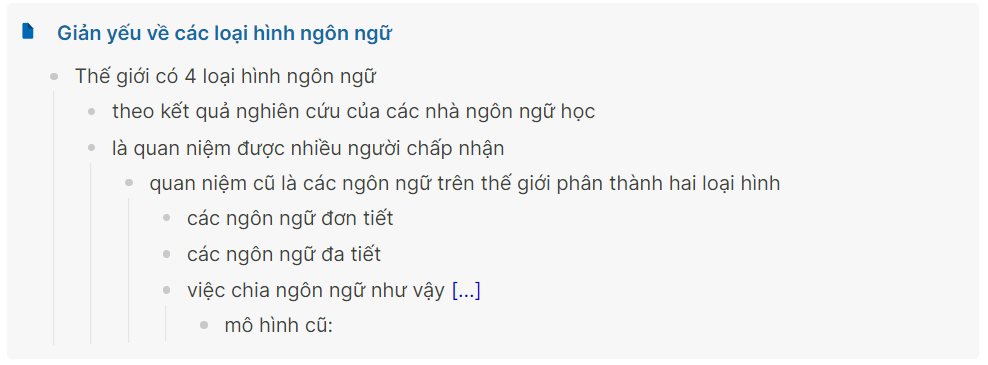 Giản yếu về các loại hình ngôn ngữ
Thế giới có 4 loại hình ngôn ngữ
theo kết quả nghiên cứu của các nhà ngôn ngữ học
là quan niệm được nhiều người chấp nhận
quan niệm cũ là các ngôn ngữ trên thế giới phân thành hai loại hình
các ngôn ngữ đơn tiết
các ngôn ngữ đa tiết
việc chia ngôn ngữ như vậy [...]
mô hình cũ: